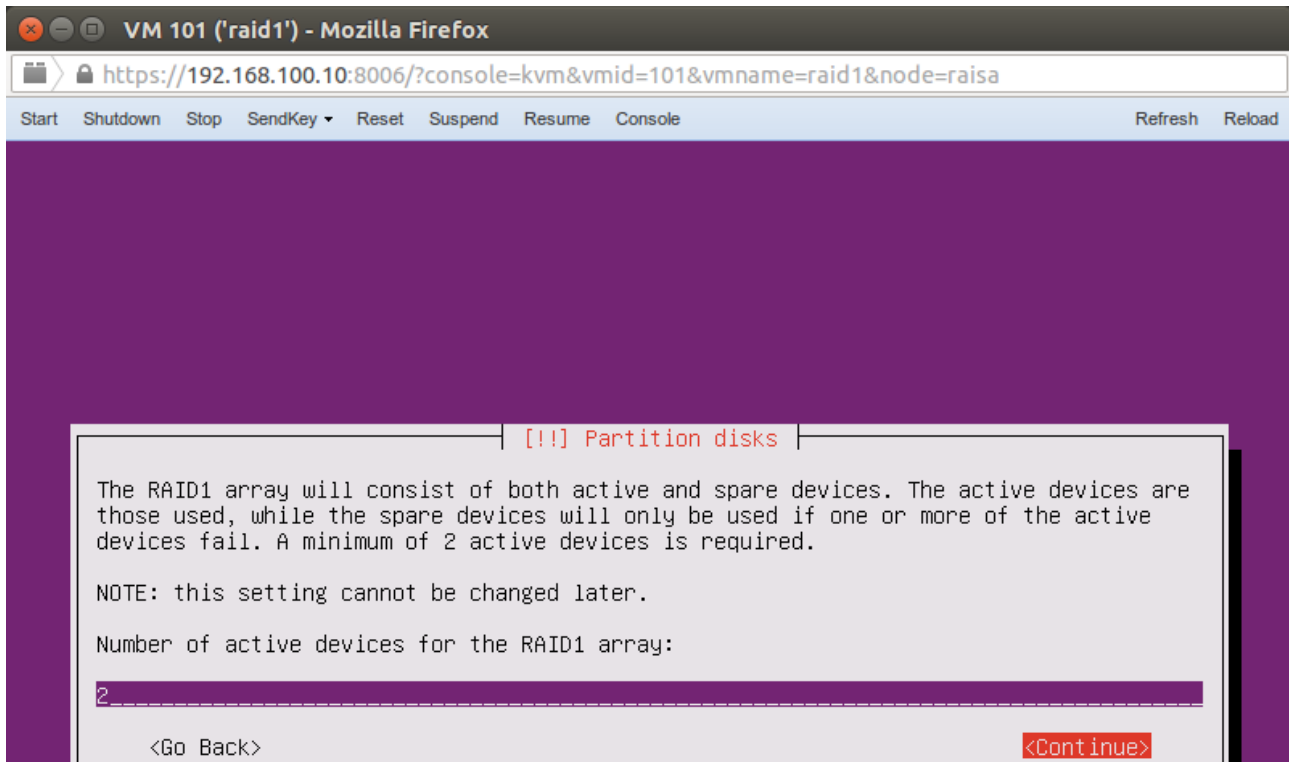 VM 101 ('raid1') - Mozilla Firefox
https://192.168.100.10:8006/?console=kvm&vmid=101&vmname=raid1&node=raisa
Start Shutdown Stop SendKey Reset Suspend Resume Console Refresh Reload
[!!] Partition disks
The RAID1 array will consist of both active and spare devices. The active devices are
those used, while the spare devices will only be used if one or more of the active
devices fail. A minimum of 2 active devices is required.
NOTE: this setting cannot be changed later.
Number of active devices for the RAID1 array:
2
<Go Back> <Continue>